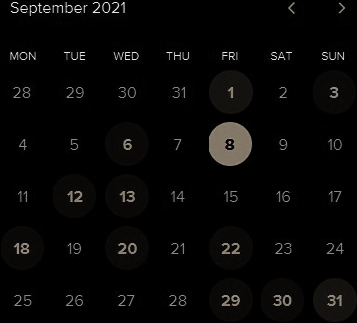 September 2021
MON TUE WED THU FRI SAT SUN
28 29 30 31 1 2 3
4 5 6 7 8 9 10
11 12 13 14 15 16 17
18 19 20 21 22 23 24
25 26 27 28 29 30 31